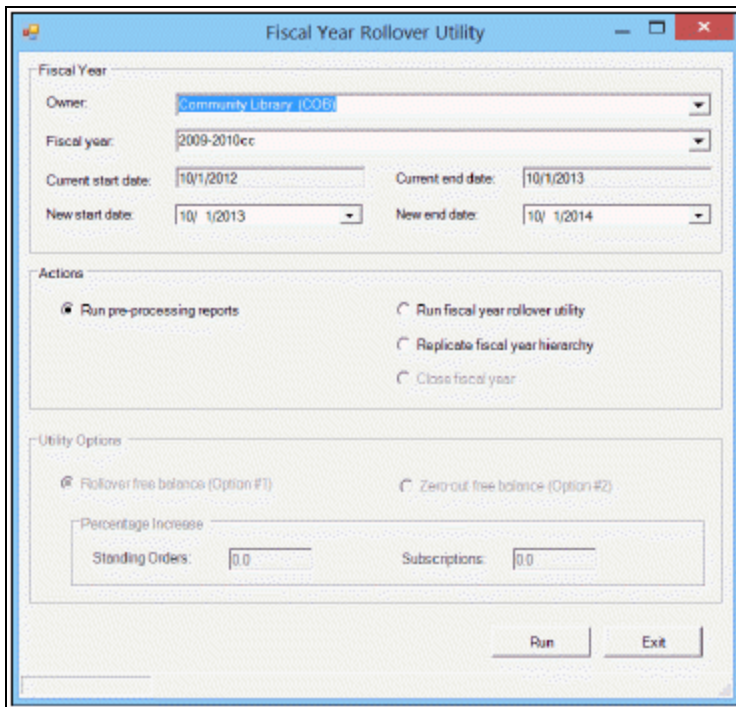 Fiscal Year Rollover Utility
Fiscal Year
Owner: Community Library (COB)
Fiscal year: 2009-2010cc
Current start date: 10/1/2012 Current end date: 10/1/2013
New start date: 10/ 1/2013 New end date: 10/ 1/2014
Actions
Run pre-processing reports Run fiscal year rollover utility
Replicate fiscal year hierarchy
Close fiscal year
Utility Options
Rollover free balance (Option #1) Zero-out free balance (Option #2)
Percentage Increase
Standing Orders: 0.0 Subscriptions: 0.0
Run Exit